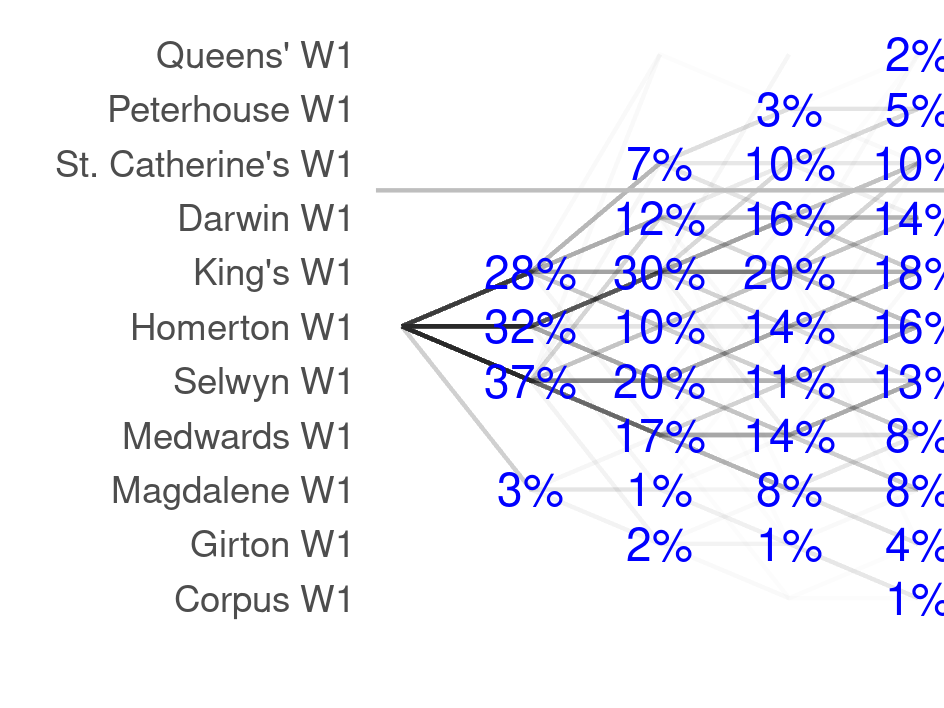 Queens' W1 2%
Peterhouse W1 3% 5%
St. Catherine's W1 7% 10% 10%
Darwin W1 12% 16% 14%
King's W1 28% 30% 20% 18%
Homerton W1 32% 10% 14% 16%
Selwyn W1 37% 20% 11% 13%
Medwards W1 17% 14% 8%
Magdalene W1 3% 1% 8% 8%
Girton W1 2% 1% 4%
Corpus W1 1%